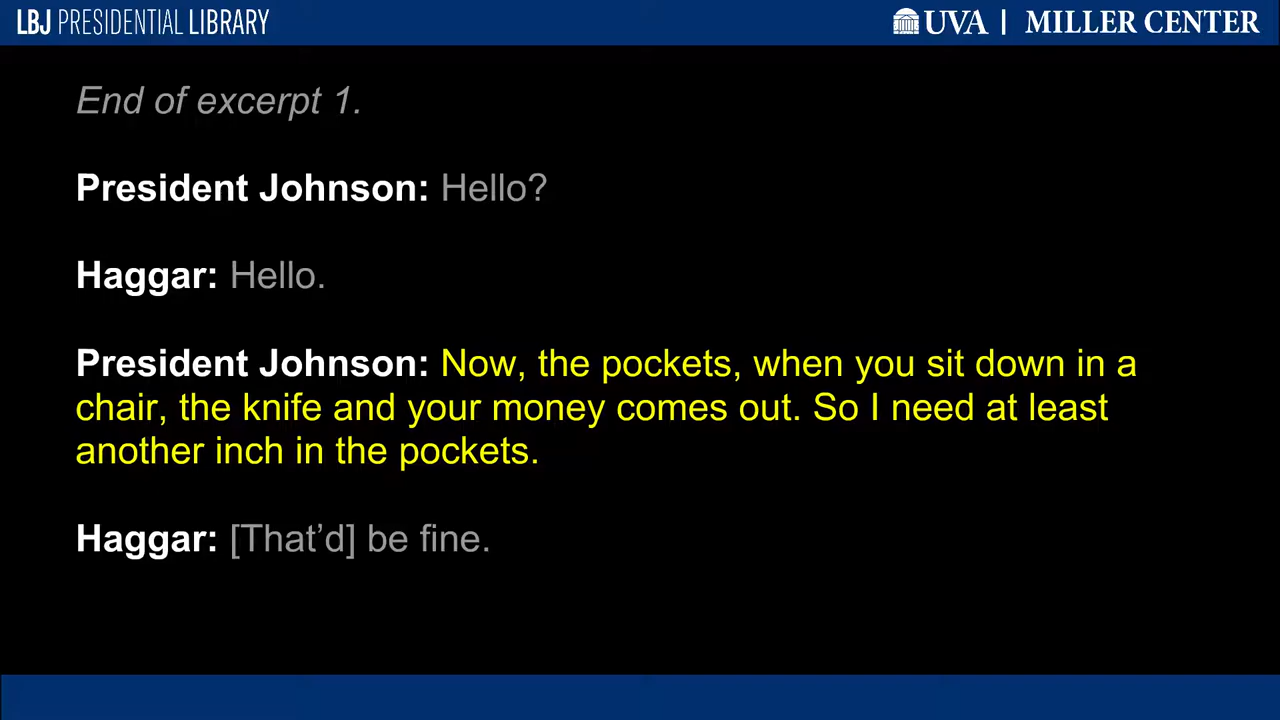 LBJ PRESIDENTIAL LIBRARY
UVA | MILLER CENTER
End of excerpt 1.
President Johnson: Hello?
Haggar: Hello.
President Johnson: Now, the pockets, when you sit down in a
chair, the knife and your money comes out. So I need at least
another inch in the pockets.
Haggar: [That’d] be fine.